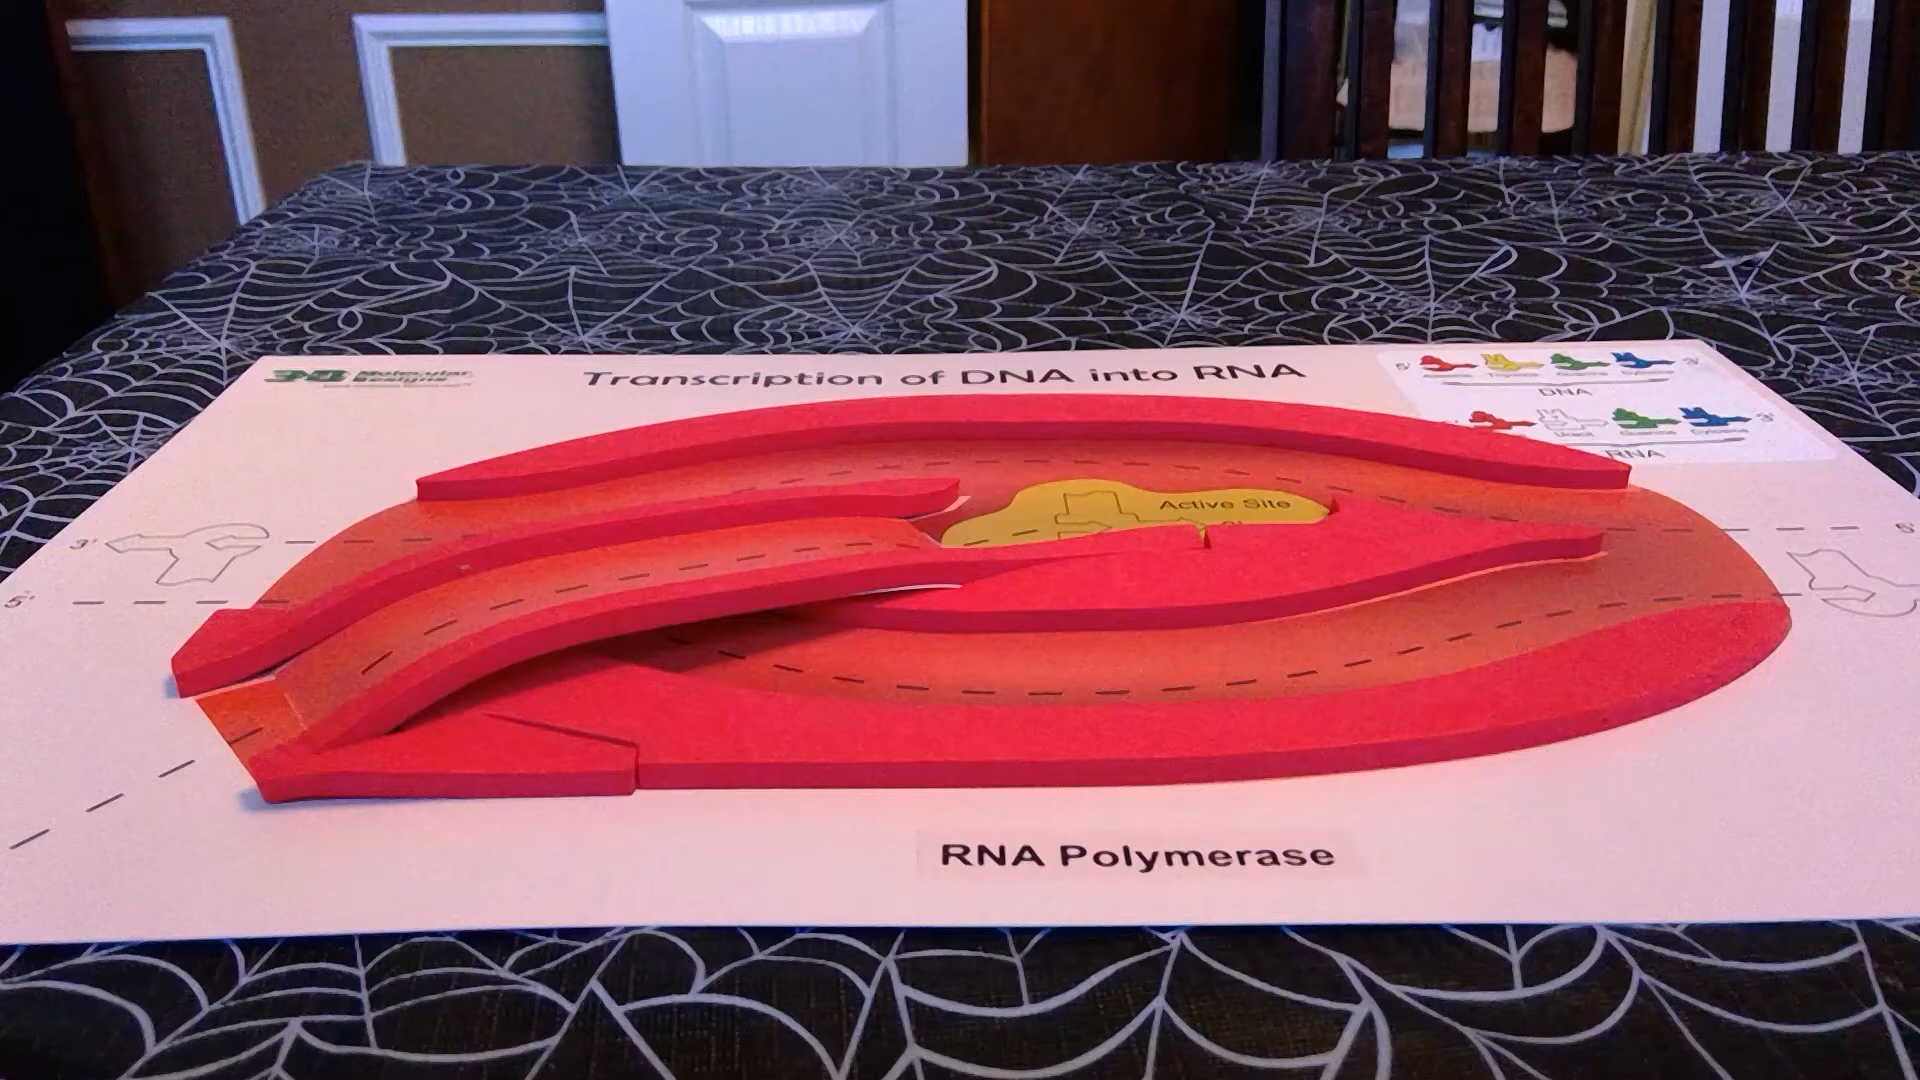 3D Molecular
Designs
Transcription of DNA into RNA
5' 3'
DNA
3'
RNA
Active Site
3'
5'
RNA Polymerase